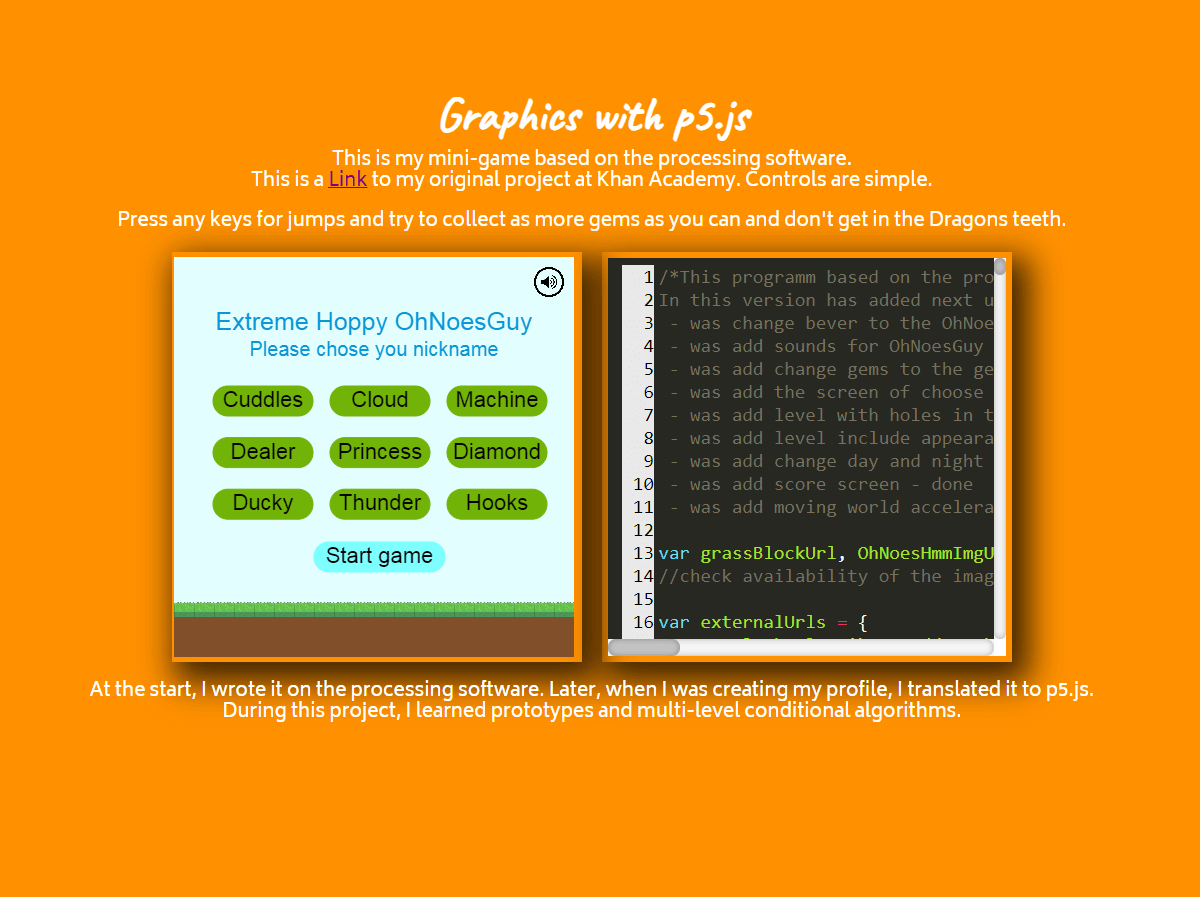 Graphics with p5.js
This is my mini-game based on the processing software.
This is a Link to my original project at Khan Academy. Controls are simple.
Press any keys for jumps and try to collect as more gems as you can and don't get in the Dragons teeth.
Extreme Hoppy OhNoesGuy
Please chose you nickname
Cuddles Cloud Machine
Dealer Princess Diamond
Ducky Thunder Hooks
Start game
1 /*This programm based on the pro
2 In this version has added next u
3 - was change bever to the OhNoe
4 - was add sounds for OhNoesGuy
5 - was add change gems to the ge
6 - was add the screen of choose
7 - was add level with holes in t
8 - was add level include appeara
9 - was add change day and night
10 - was add score screen - done
11 - was add moving world accelera
12
13 var grassBlockUrl, OhNoesHmmImgU
14 //check availability of the imag
15
16 var externalUrls = {
At the start, I wrote it on the processing software. Later, when I was creating my profile, I translated it to p5.js.
During this project, I learned prototypes and multi-level conditional algorithms.